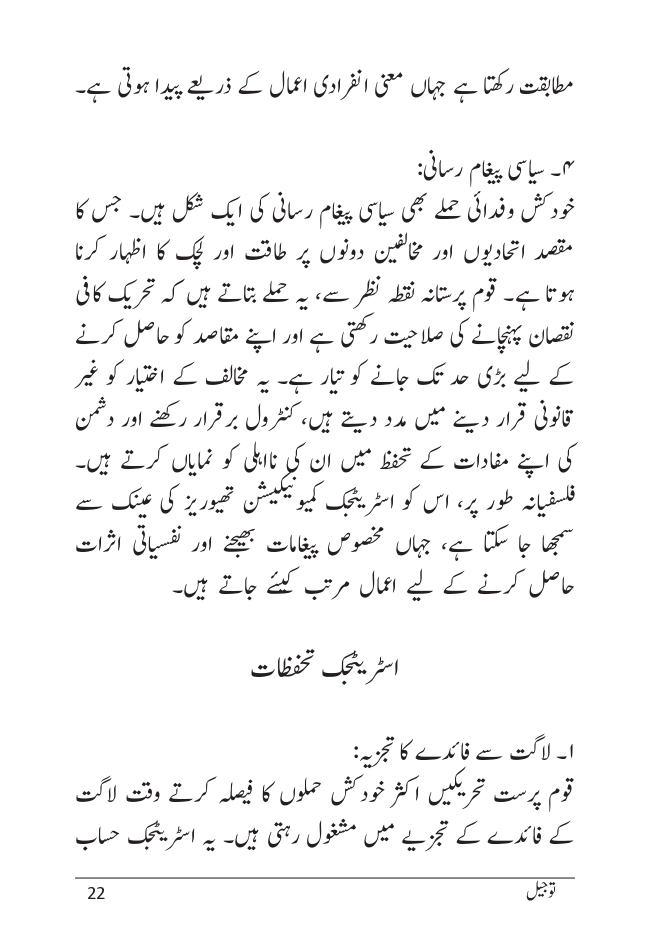 مطابقت رکھتا ہے جہاں معنی انفرادی اعمال کے ذریعے پیدا ہوتی ہے۔
۴۔ سیاسی پیغام رسانی:
خودکش وفدائی حملے بھی سیاسی پیغام رسانی کی ایک شکل ہیں۔ جس کا
مقصد اتحادیوں اور مخالفین دونوں پر طاقت اور لچک کا اظہار کرنا
ہوتا ہے۔ قوم پرستانہ نقطہ نظر سے، یہ حملے بتاتے ہیں کہ تحریک کافی
نقصان پہنچانے کی صلاحیت رکھتی ہے اور اپنے مقاصد کو حاصل کرنے
کے لیے بڑی حد تک جانے کو تیار ہے۔ یہ مخالف کے اختیار کو غیر
قانونی قرار دینے میں مدد دیتے ہیں، کنٹرول برقرار رکھنے اور دشمن
کی اپنے مفادات کے تحفظ میں ان کی نااہلی کو نمایاں کرتے ہیں۔
فلسفیانہ طور پر، اس کو اسٹریٹجک کمیونیکیشن تھیوریز کی عینک سے
سمجھا جا سکتا ہے، جہاں مخصوص پیغامات بھیجنے اور نفسیاتی اثرات
حاصل کرنے کے لیے اعمال مرتب کیئے جاتے ہیں۔
اسٹریٹجک تحفظات
۱۔ لاگت سے فائدے کا تجزیہ:
قوم پرست تحریکیں اکثر خودکش حملوں کا فیصلہ کرتے وقت لاگت
کے فائدے کے تجزیے میں مشغول رہتی ہیں۔ یہ اسٹریٹجک حساب
توجیل 22